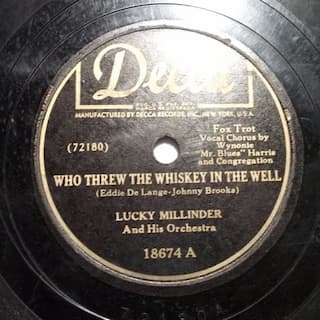 Decca
MANUFACTURED BY DECCA RECORDS, INC., NEW YORK, U.S.A.
(72180)
Fox Trot
Vocal Chorus by
Wynonie
"Mr. Blues" Harris
and Congregation
WHO THREW THE WHISKEY IN THE WELL
(Eddie De Lange-Johnny Brooks)
LUCKY MILLINDER
And His Orchestra
18674 A